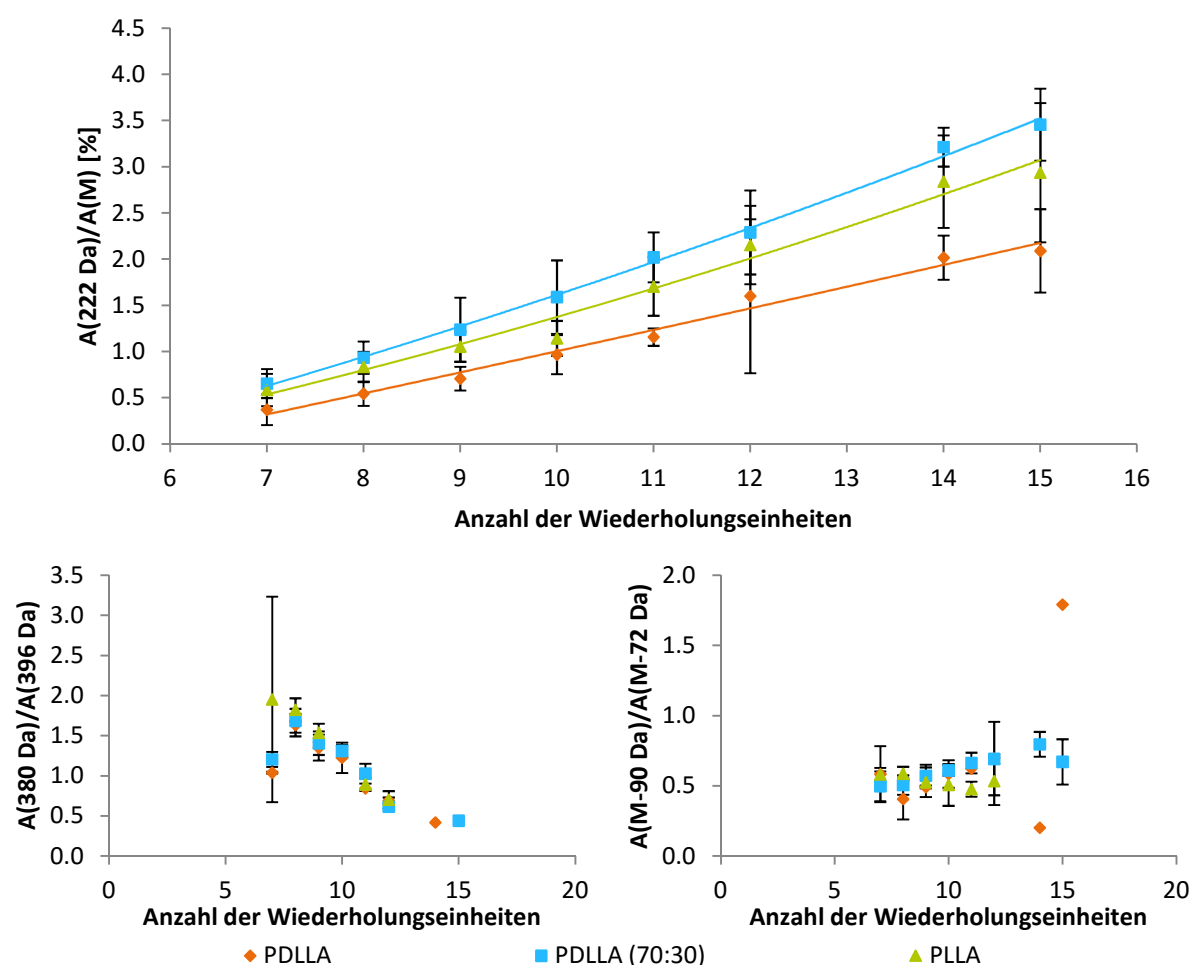 A(222 Da)/A(M) [%]
4.5
4.0
3.5
3.0
2.5
2.0
1.5
1.0
0.5
0.0
6 7 8 9 10 11 12 13 14 15 16
Anzahl der Wiederholungseinheiten
A(380 Da)/A(396 Da)
3.5
3.0
2.5
2.0
1.5
1.0
0.5
0.0
0 5 10 15 20
Anzahl der Wiederholungseinheiten
A(M-90 Da)/A(M-72 Da)
2.0
1.5
1.0
0.5
0.0
0 5 10 15 20
Anzahl der Wiederholungseinheiten
PDLLA PDLLA (70:30) PLLA